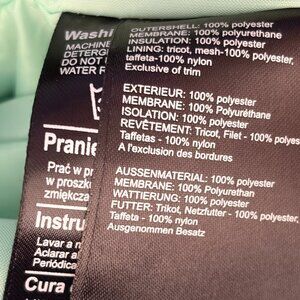 Washi
MACHINE
DETERG
DO NOT
WATER R
Pranie
Prać w p
w proszku
zmiękcza
Instru
Lavar a m
Aclarar a
Periódica
Cura
OUTERSHELL: 100% polyester
MEMBRANE: 100% polyurethane
INSULATION: 100% polyester
LINING: tricot, mesh-100% polyester,
taffeta-100% nylon
Exclusive of trim
EXTERIEUR: 100% polyester
MEMBRANE: 100% Polyuréthane
ISOLATION: 100% polyester
REVÊTEMENT: Tricot, Filet - 100% polyes
Taffetas - 100% nylon
A l'exclusion des bordures
AUSSENMATERIAL: 100% polyester
MEMBRANE: 100% Polyurethan
WATTIERUNG: 100% polyester
FUTTER: Trikot, Netzfutter - 100% polyest
Taffeta - 100% nylon
Ausgenommen Besatz